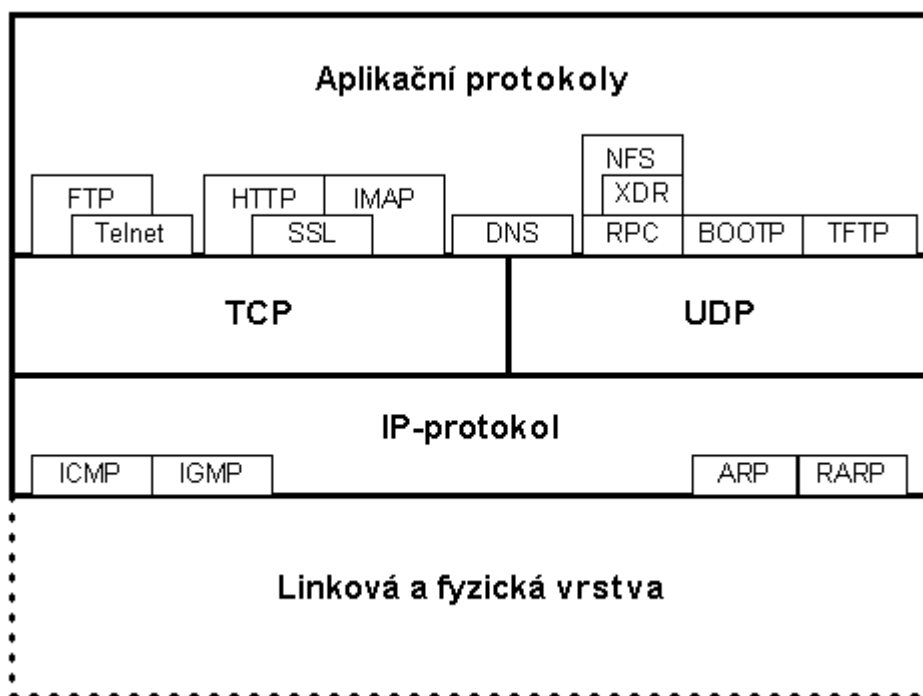 Aplikační protokoly
NFS
XDR
FTP
HTTP
IMAP
Telnet
SSL
DNS
RPC
BOOTP
TFTP
TCP
UDP
IP-protokol
ICMP
IGMP
ARP
RARP
Linková a fyzická vrstva